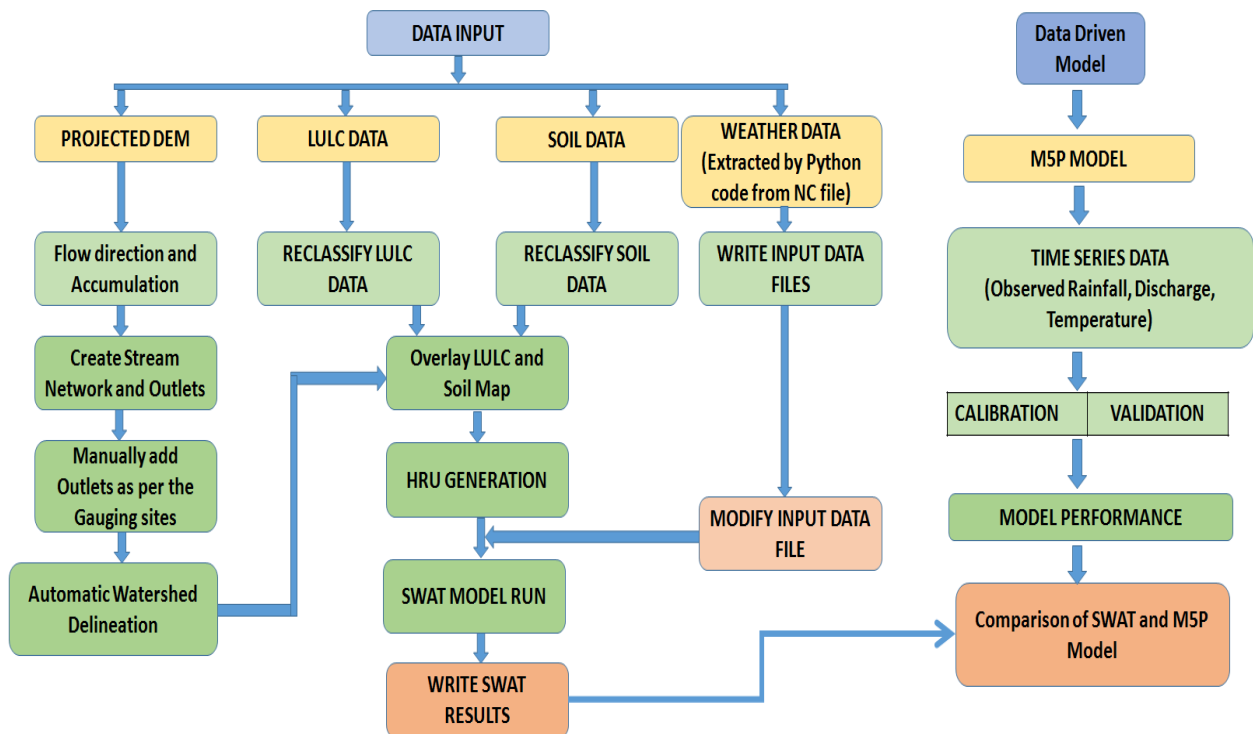 DATA INPUT
PROJECTED DEM
LULC DATA
SOIL DATA
WEATHER DATA
(Extracted by Python
code from NC file)
Flow direction and
Accumulation
RECLASSIFY LULC
DATA
RECLASSIFY SOIL
DATA
WRITE INPUT DATA
FILES
Create Stream
Network and Outlets
Overlay LULC and
Soil Map
Manually add
Outlets as per the
Gauging sites
HRU GENERATION
MODIFY INPUT DATA
FILE
Automatic Watershed
Delineation
SWAT MODEL RUN
WRITE SWAT
RESULTS
Data Driven
Model
M5P MODEL
TIME SERIES DATA
(Observed Rainfall, Discharge,
Temperature)
CALIBRATION
VALIDATION
MODEL PERFORMANCE
Comparison of SWAT and M5P
Model